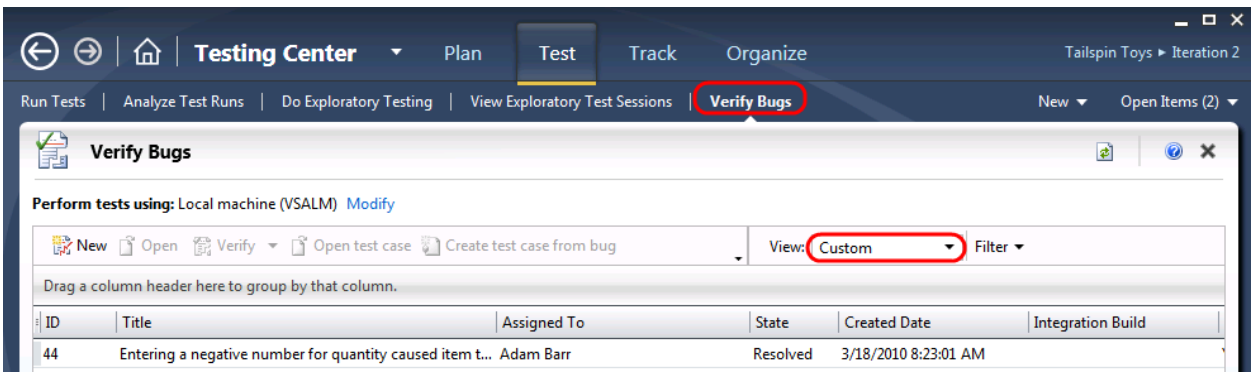 Testing Center Plan Test Track Organize Tailspin Toys ▸ Iteration 2
Run Tests | Analyze Test Runs | Do Exploratory Testing | View Exploratory Test Sessions | Verify Bugs New Open Items (2)
Verify Bugs
Perform tests using: Local machine (VSALM) Modify
New Open Verify Open test case Create test case from bug View: Custom Filter
Drag a column header here to group by that column.
ID Title Assigned To State Created Date Integration Build
44 Entering a negative number for quantity caused item t... Adam Barr Resolved 3/18/2010 8:23:01 AM